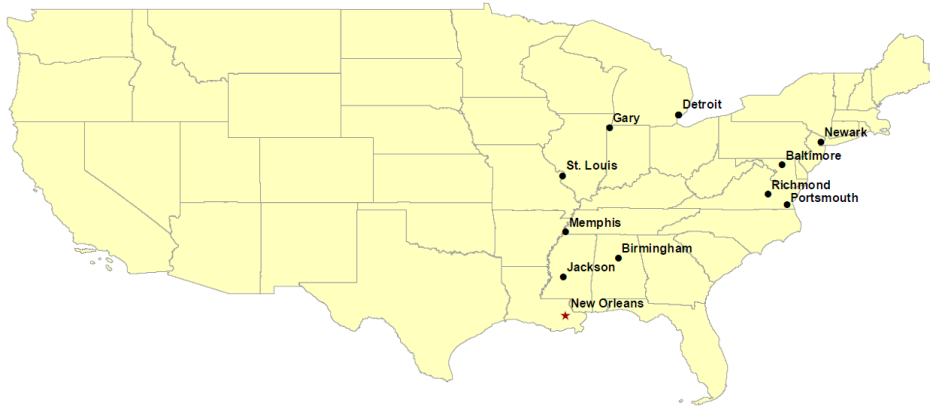 Detroit
Gary
Newark
Baltimore
St. Louis
Richmond
Portsmouth
Memphis
Birmingham
Jackson
New Orleans